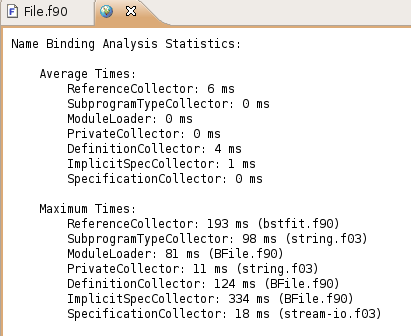 File.f90
Name Binding Analysis Statistics:
Average Times:
ReferenceCollector: 6 ms
SubprogramTypeCollector: 0 ms
ModuleLoader: 0 ms
PrivateCollector: 0 ms
DefinitionCollector: 4 ms
ImplicitSpecCollector: 1 ms
SpecificationCollector: 0 ms
Maximum Times:
ReferenceCollector: 193 ms (bstfit.f90)
SubprogramTypeCollector: 98 ms (string.f03)
ModuleLoader: 81 ms (BFile.f90)
PrivateCollector: 11 ms (string.f03)
DefinitionCollector: 124 ms (BFile.f90)
ImplicitSpecCollector: 334 ms (BFile.f90)
SpecificationCollector: 18 ms (stream-io.f03)